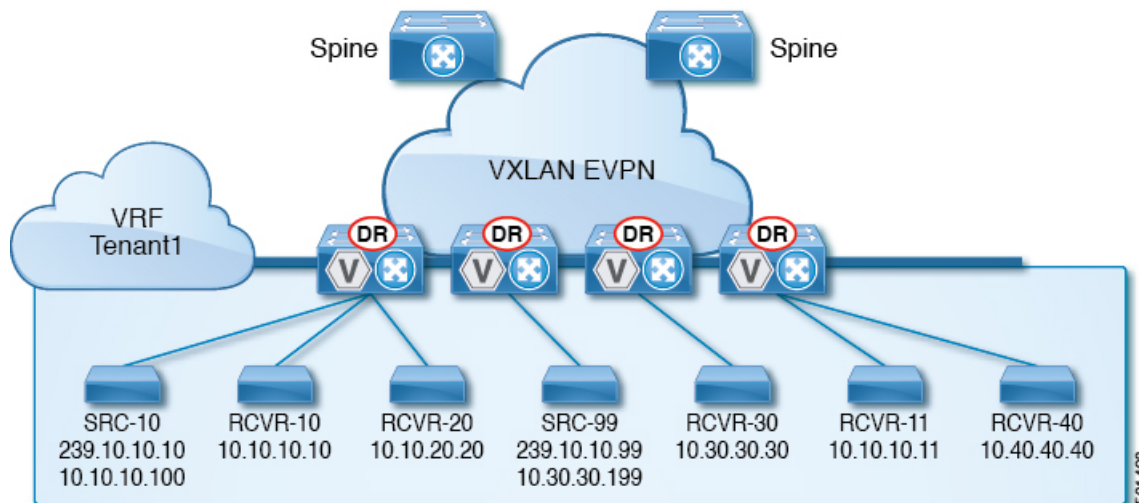 Spine
Spine
VXLAN EVPN
VRF
Tenant1
DR
DR
DR
DR
V
V
V
V
SRC-10
239.10.10.10
10.10.10.100
RCVR-10
10.10.10.10
RCVR-20
10.10.20.20
SRC-99
239.10.10.99
10.30.30.199
RCVR-30
10.30.30.30
RCVR-11
10.10.10.11
RCVR-40
10.40.40.40